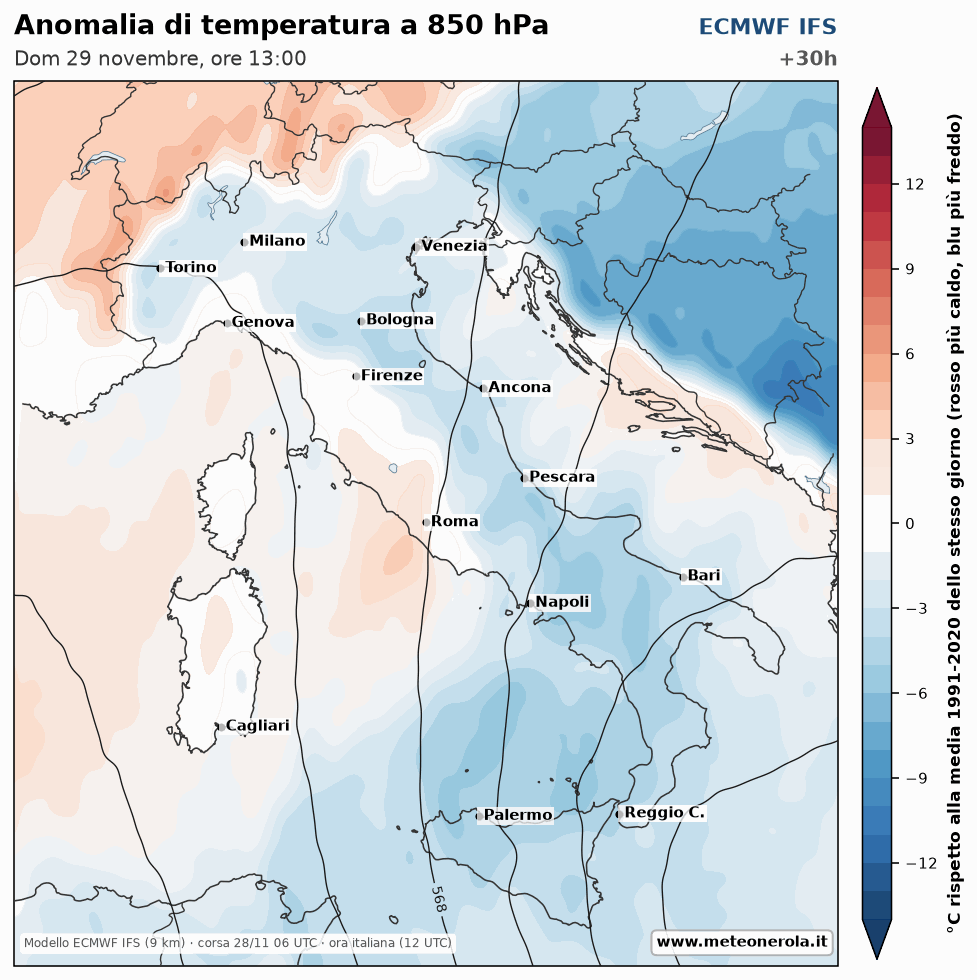 Anomalia di temperatura a 850 hPa
ECMWF IFS
Dom 29 novembre, ore 13:00
+30h
Milano
Venezia
Torino
Genova
Bologna
Firenze
Ancona
Pescara
Roma
Bari
Napoli
Cagliari
Palermo
Reggio C.
568
12
9
6
3
0
−3
−6
−9
−12
°C rispetto alla media 1991-2020 dello stesso giorno (rosso più caldo, blu più freddo)
Modello ECMWF IFS (9 km) · corsa 28/11 06 UTC · ora italiana (12 UTC)
www.meteonerola.it